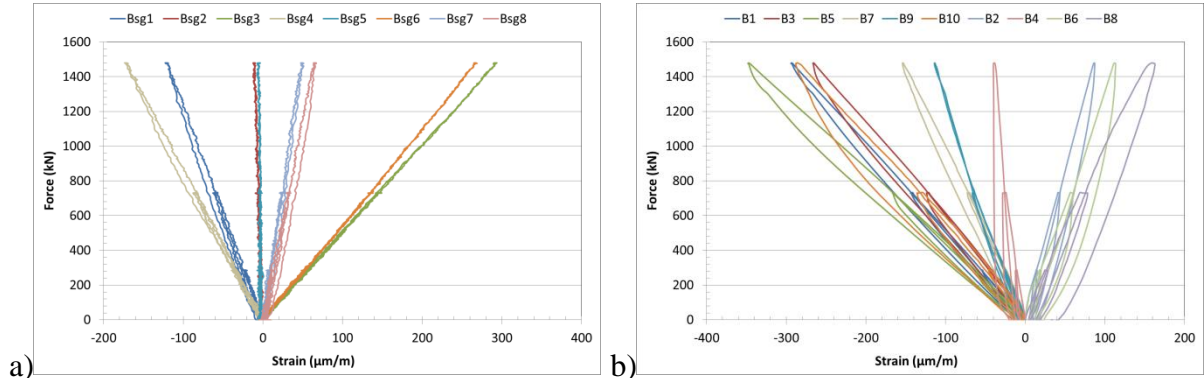 Bsg1 Bsg2 Bsg3 Bsg4 Bsg5 Bsg6 Bsg7 Bsg8
1600
1400
1200
1000
800
600
400
200
0
Force (kN)
-200 -100 0 100 200 300 400
Strain (µm/m)
a)
B1 B3 B5 B7 B9 B10 B2 B4 B6 B8
1600
1400
1200
1000
800
600
400
200
0
Force (kN)
-400 -300 -200 -100 0 100 200
Strain (µm/m)
b)